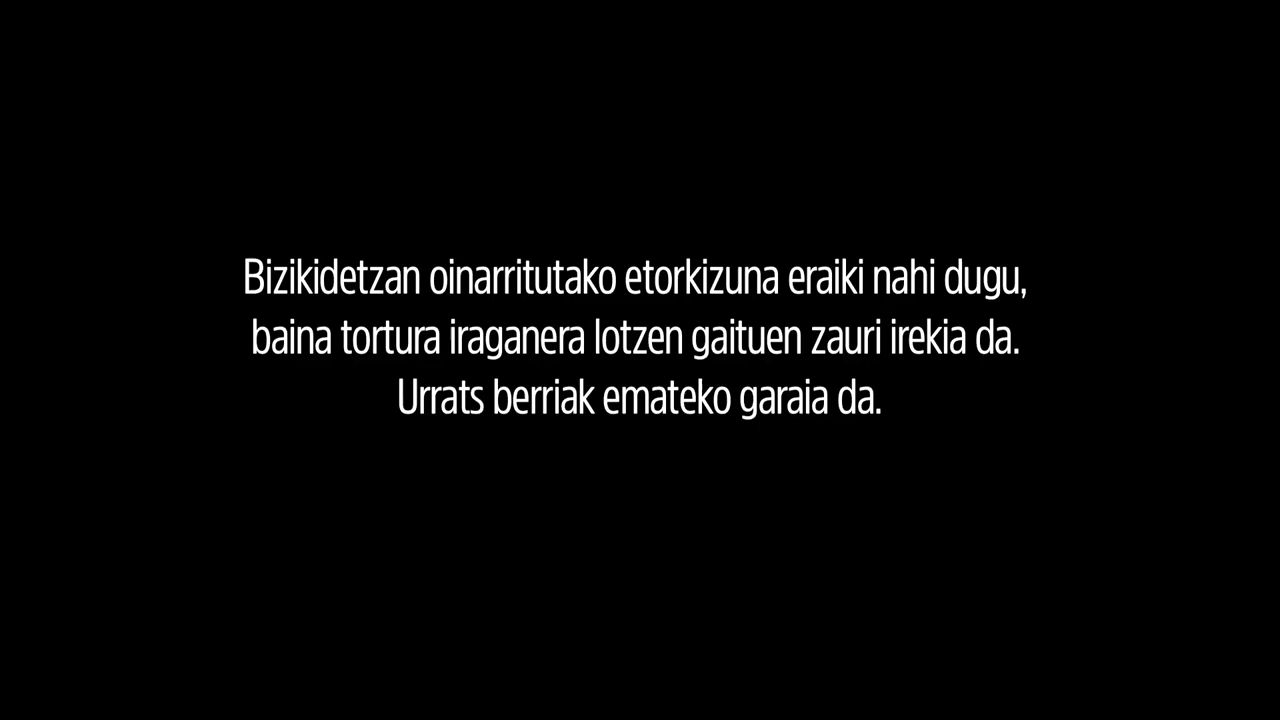 Bizikidetzan oinarritutako etorkizuna eraiki nahi dugu,
baina tortura iraganera lotzen gaituen zauri irekia da.
Urrats berriak emateko garaia da.